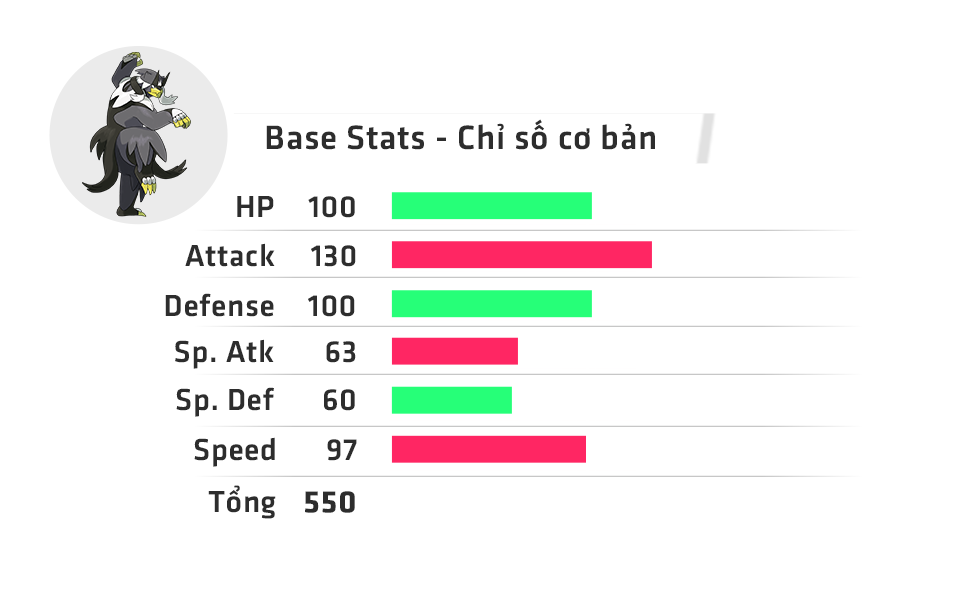 Base Stats - Chỉ số cơ bản
HP 100
Attack 130
Defense 100
Sp. Atk 63
Sp. Def 60
Speed 97
Tổng 550